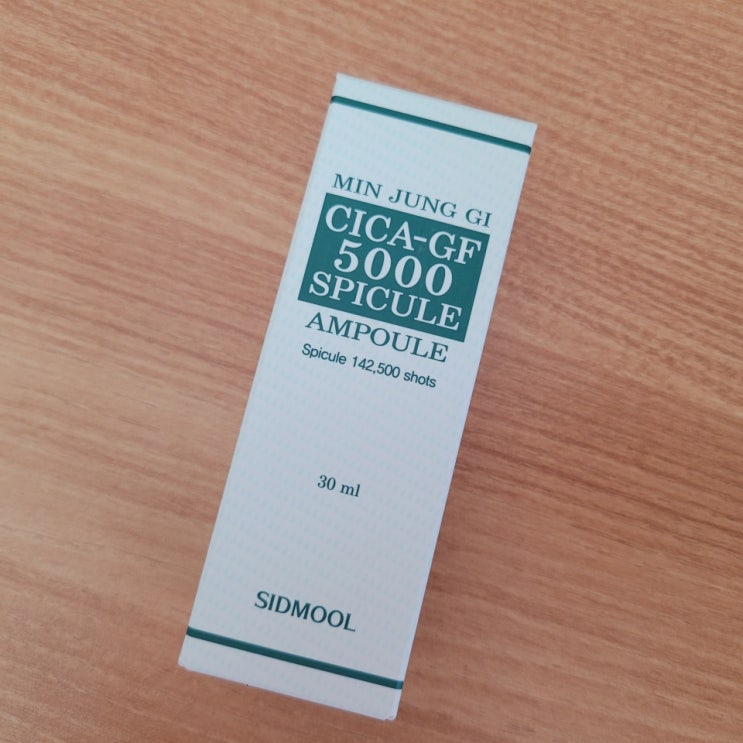 MIN JUNG GI
CICA-GF
5000
SPICULE
AMPOULE
Spicule 142,500 shots
30 ml
SIDMOOL